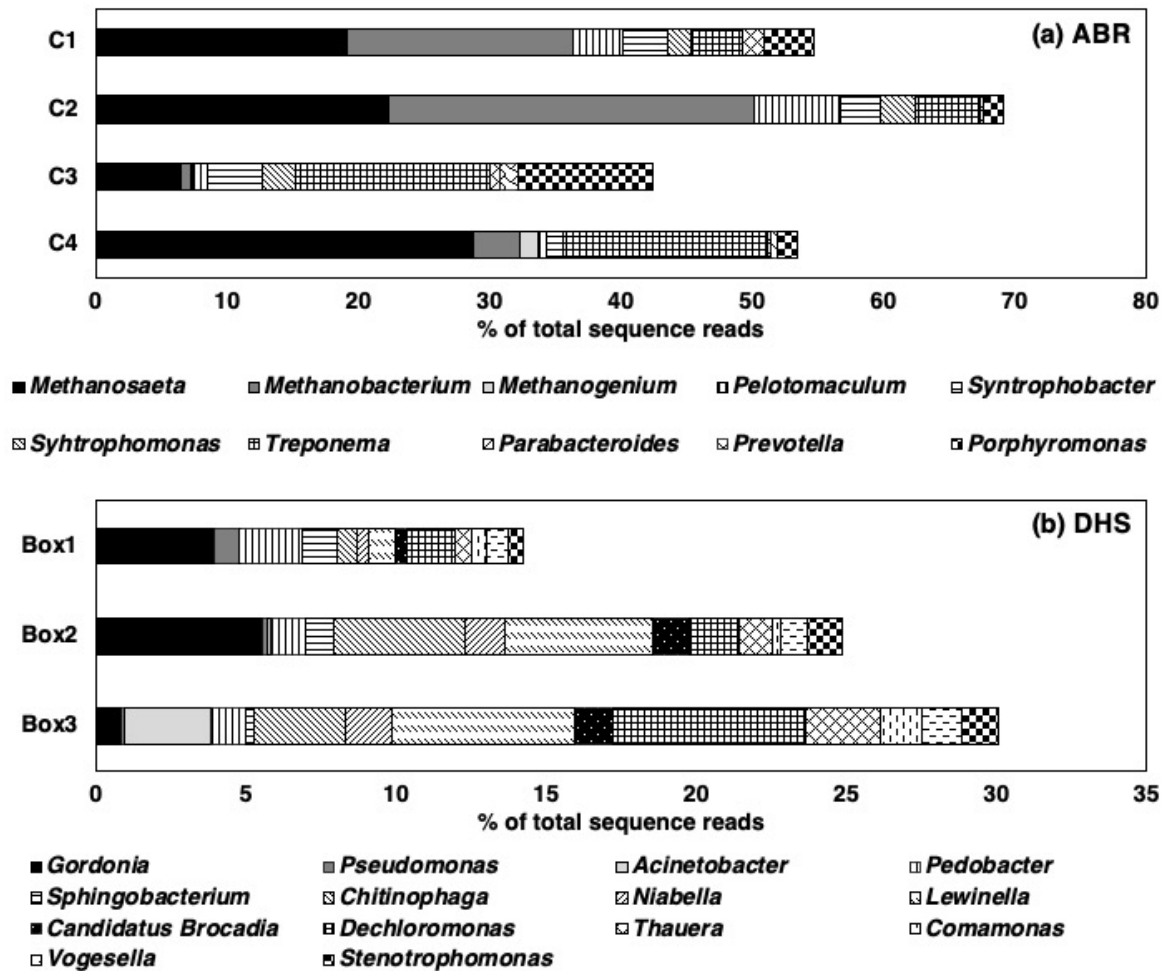 (a) ABR
C1
C2
C3
C4
0 10 20 30 40 50 60 70 80
% of total sequence reads
Methanosaeta Methanobacterium Methanogenium Pelotomaculum Syntrophobacter
Syhtrophomonas Treponema Parabacteroides Prevotella Porphyromonas
(b) DHS
Box1
Box2
Box3
0 5 10 15 20 25 30 35
% of total sequence reads
Gordonia Pseudomonas Acinetobacter Pedobacter
Sphingobacterium Chitinophaga Niabella Lewinella
Candidatus Brocadia Dechloromonas Thauera Comamonas
Vogesella Stenotrophomonas